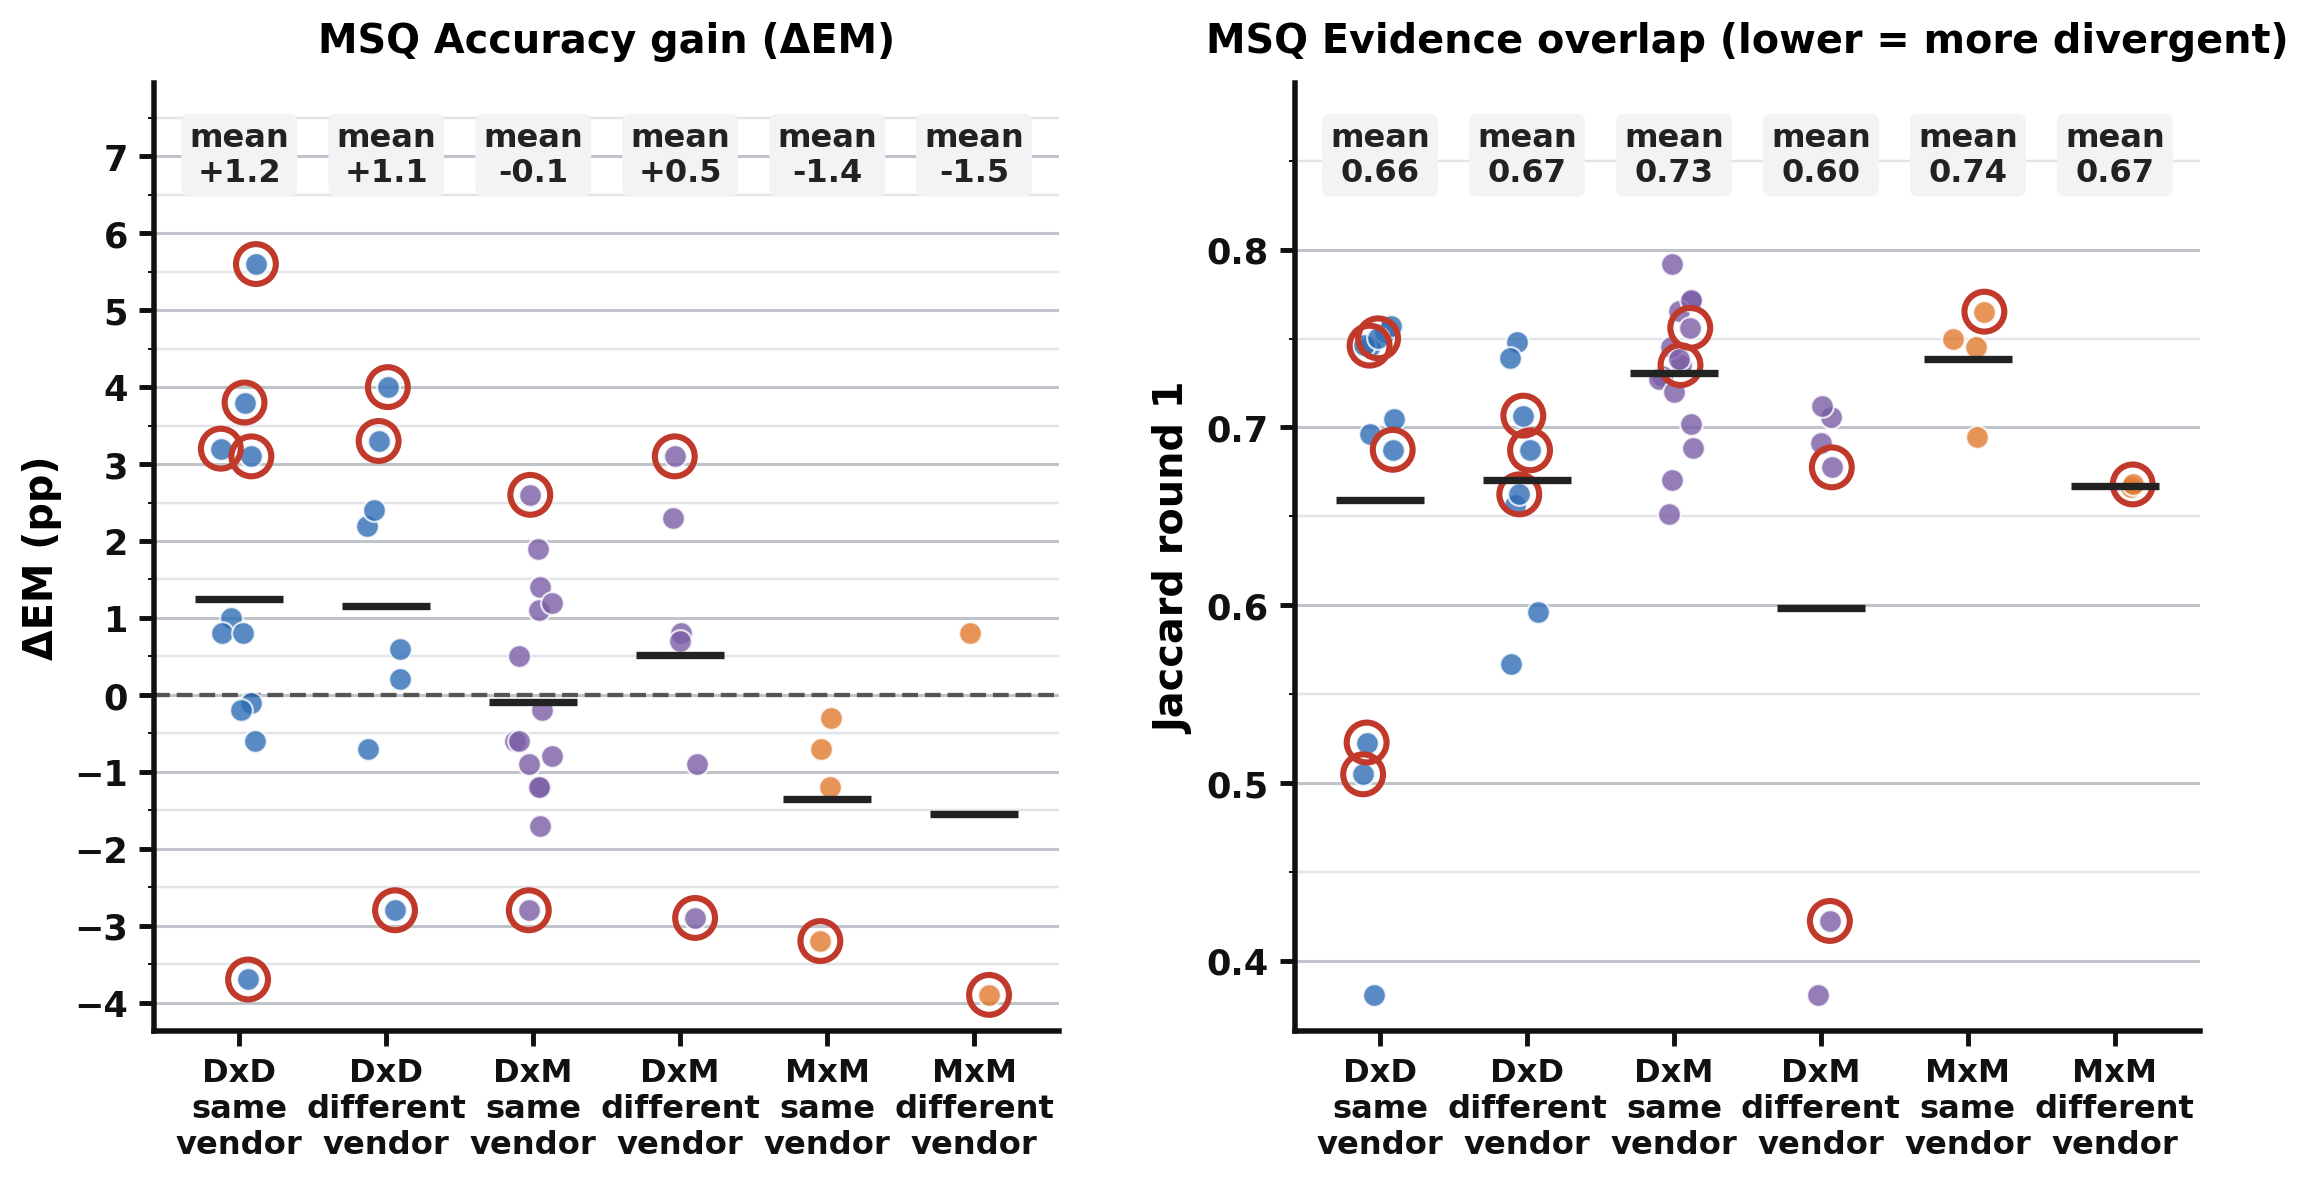 MSQ Accuracy gain (ΔEM)
mean
+1.2
mean
+1.1
mean
-0.1
mean
+0.5
mean
-1.4
mean
-1.5
ΔEM (pp)
7
6
5
4
3
2
1
0
−1
−2
−3
−4
DxD
same
vendor
DxD
different
vendor
DxM
same
vendor
DxM
different
vendor
MxM
same
vendor
MxM
different
vendor
MSQ Evidence overlap (lower = more divergent)
mean
0.66
mean
0.67
mean
0.73
mean
0.60
mean
0.74
mean
0.67
Jaccard round 1
0.8
0.7
0.6
0.5
0.4
DxD
same
vendor
DxD
different
vendor
DxM
same
vendor
DxM
different
vendor
MxM
same
vendor
MxM
different
vendor